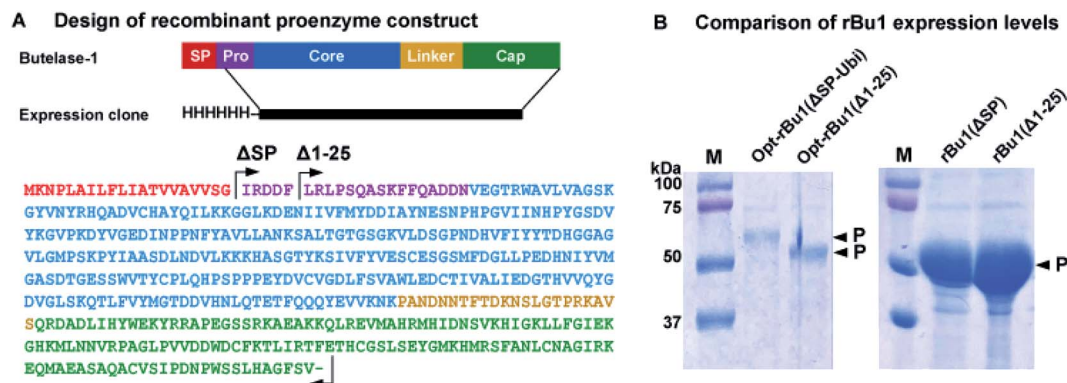 A Design of recombinant proenzyme construct
Butelase-1
SP Pro Core Linker Cap
Expression clone HHHHHH
ΔSP Δ1-25
MKNPLAILFLIATVVAVVSG IRDDF LRLPSQASKFFQADDNVEGTRWAVLVAGSK
GYVNYRHQADVCHAYQILKKGGLKDENIIVFMYDDIAYNESNPHPGVIINHPYGSDV
YKGVPKDYVGEDINPPNFYAVLLANKSALTGTGSGKVLDSGPNDHVFIYYTDHGGAG
VLGMPSKPYIAASDLNDVLKKKHASGTYKSIVFYVESCESGSMFDGLLPEDHNIYVM
GASDTGESSWVTYCPLQHPSPPPEYDVCVGDLFSVAWLEDCTIVALIEDGTHVVQYG
DVGLSKQTLFVYMGTDDVHNLQTETFQQQYEVVKNKPANDNNTFTDKNSLGTPRKAV
SQRDADLIHYWEKYRRAPEGSSRKAEAKKQLREVMAHRMHIDNSVKHIGKLLFGIEK
GHKMLNNVRPAGLPVVDDWDCFKTLIRTFETHCGSLSEYGMKHMRSFANLCNAGIRK
EQMAEASAQACVSIPDNPWSSLHAGFSV-
B Comparison of rBu1 expression levels
Opt-rBu1(ΔSP-Ubi)
Opt-rBu1(Δ1-25)
rBu1(ΔSP)
rBu1(Δ1-25)
M
M
kDa
100
75
50
37
P
P
P